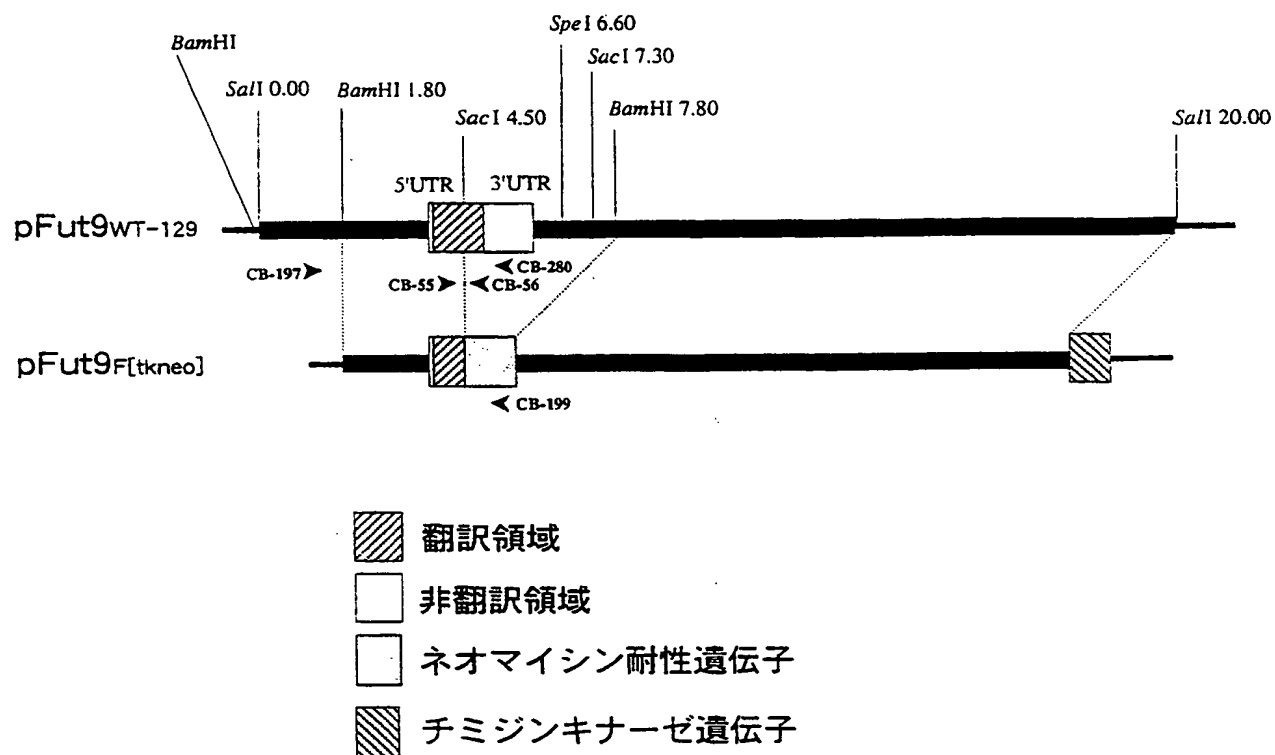 SpeI 6.60
BamHI
SacI 7.30
SalI 0.00
BamHI 1.80
BamHI 7.80
SacI 4.50
SalI 20.00
5'UTR
3'UTR
pFut9WT-129
CB-197
CB-280
CB-55
CB-56
pFut9F[tkneo]
CB-199
翻訳領域
非翻訳領域
ネオマイシン耐性遺伝子
チミジンキナーゼ遺伝子